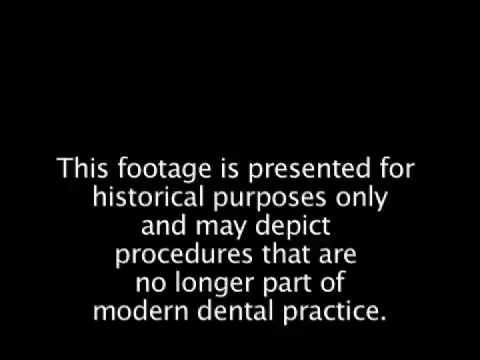 This footage is presented for
historical purposes only
and may depict
procedures that are
no longer part of
modern dental practice.